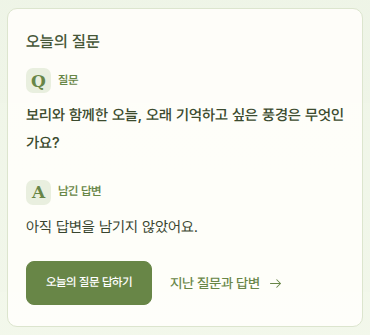 오늘의 질문
Q 질문
보리와 함께한 오늘, 오래 기억하고 싶은 풍경은 무엇인
가요?
A 남긴 답변
아직 답변을 남기지 않았어요.
오늘의 질문 답하기 지난 질문과 답변 →